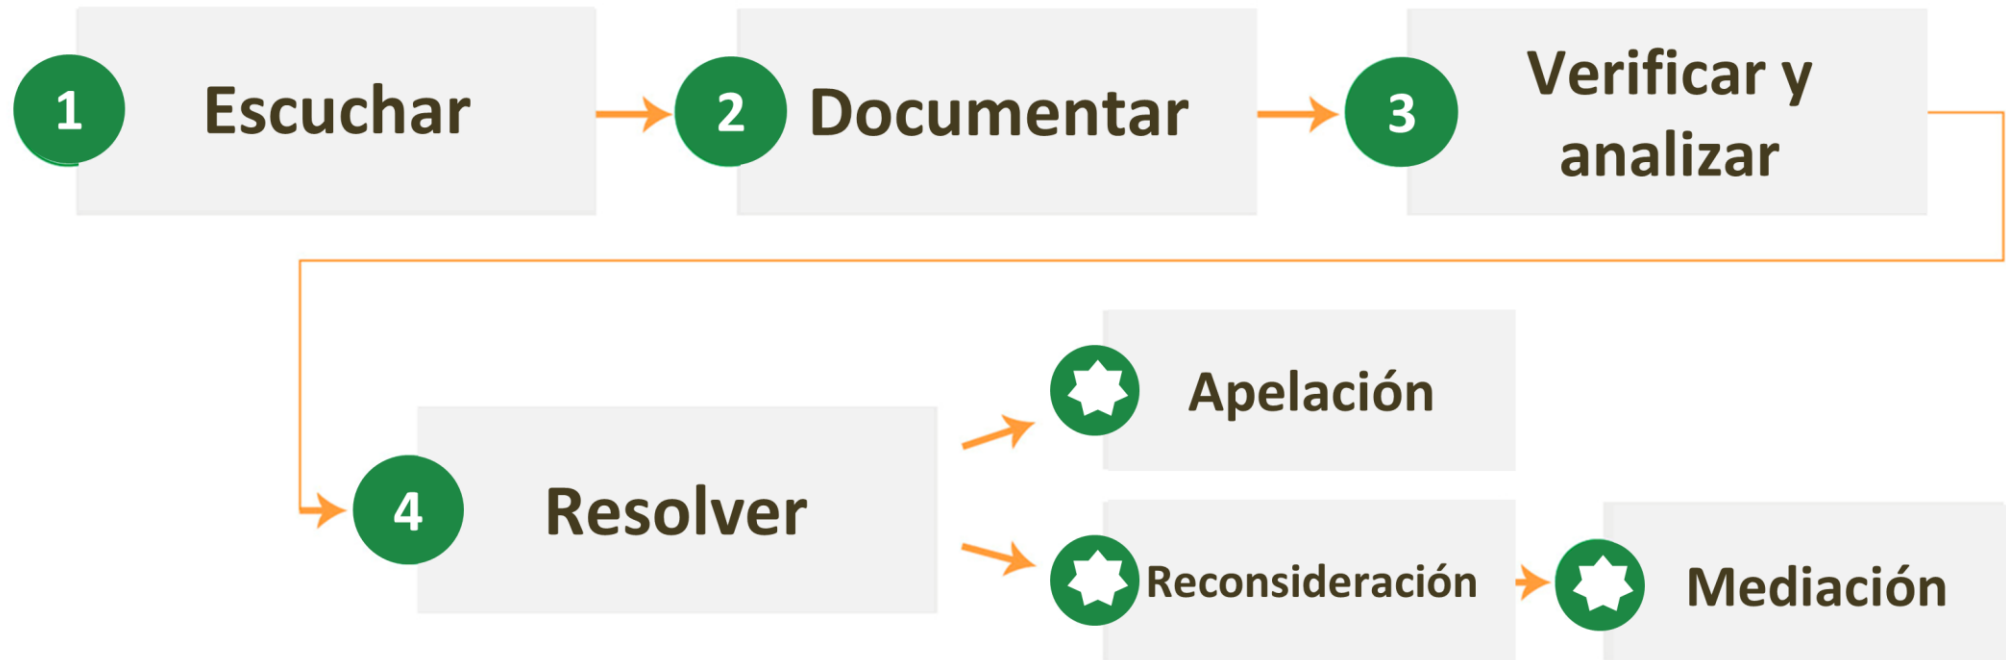 1 Escuchar
2 Documentar
3 Verificar y
analizar
4 Resolver
Apelación
Reconsideración
Mediación